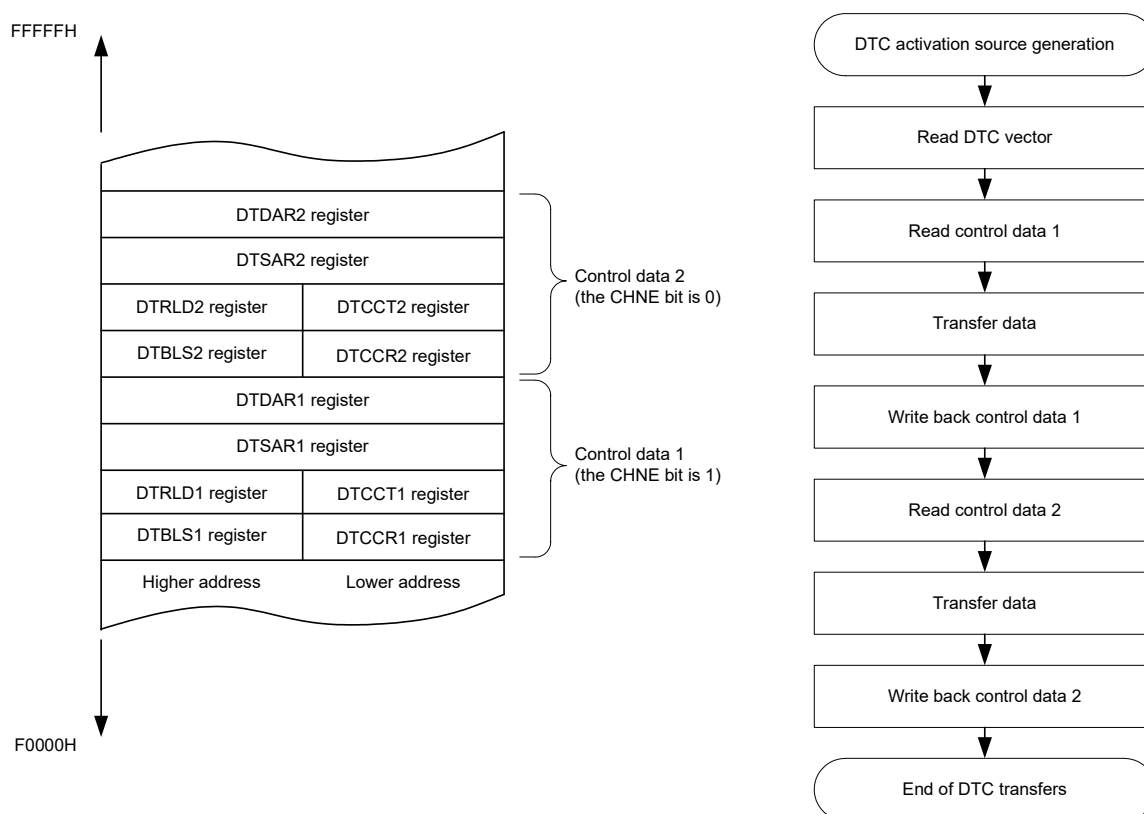 FFFFFH
DTDAR2 register
DTSAR2 register
DTRLD2 register DTCCT2 register
DTBLS2 register DTCCR2 register
Control data 2
(the CHNE bit is 0)
DTDAR1 register
DTSAR1 register
DTRLD1 register DTCCT1 register
DTBLS1 register DTCCR1 register
Control data 1
(the CHNE bit is 1)
Higher address Lower address
F0000H
DTC activation source generation
Read DTC vector
Read control data 1
Transfer data
Write back control data 1
Read control data 2
Transfer data
Write back control data 2
End of DTC transfers